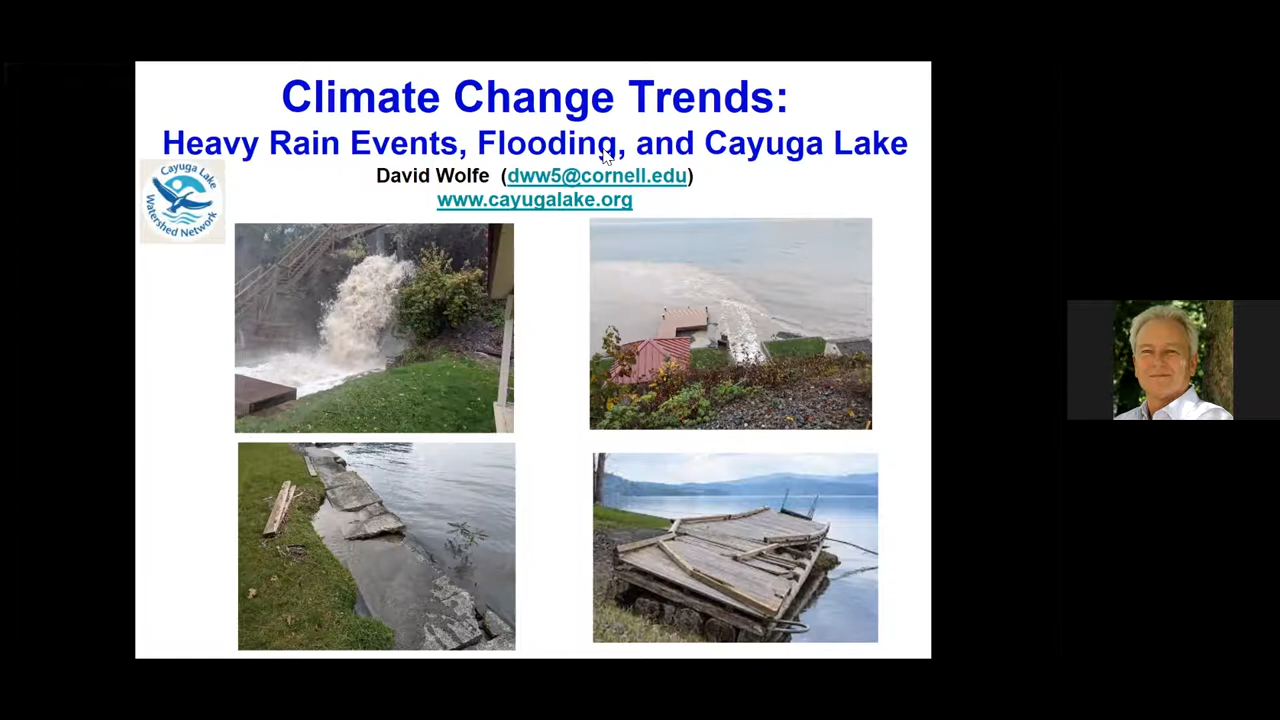 Climate Change Trends:
Heavy Rain Events, Flooding, and Cayuga Lake
David Wolfe (dww5@cornell.edu)
www.cayugalake.org
Cayuga Lake
Watershed Network